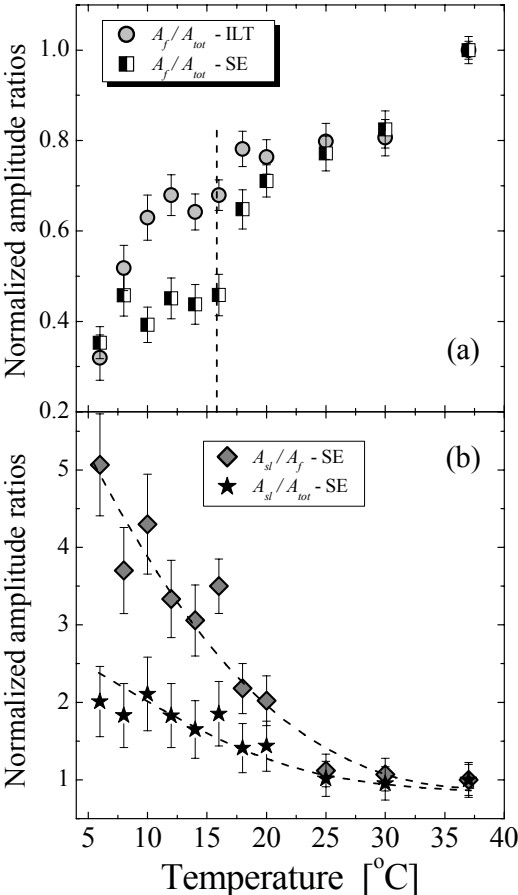 (a)
A_f / A_tot - ILT
A_f / A_tot - SE
Normalized amplitude ratios
1.0
0.8
0.6
0.4
0.2
(b)
A_sl / A_f - SE
A_sl / A_tot - SE
Normalized amplitude ratios
5
4
3
2
1
5 10 15 20 25 30 35 40
Temperature [°C]